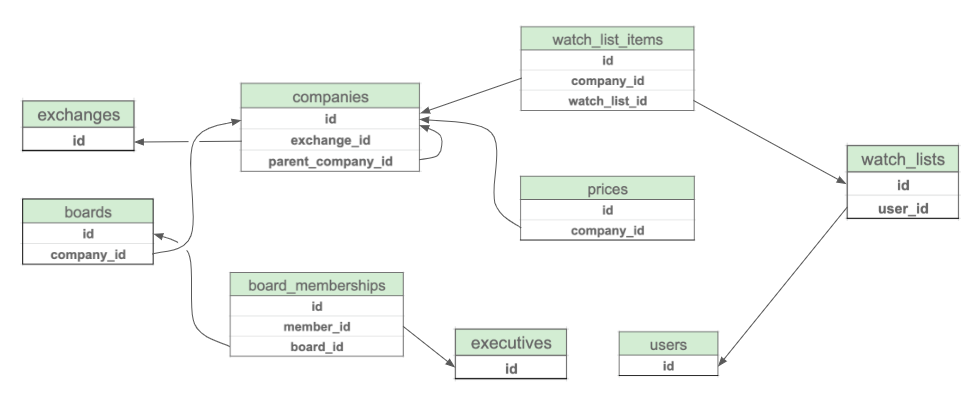 exchanges
id
boards
id
company_id
companies
id
exchange_id
parent_company_id
board_memberships
id
member_id
board_id
watch_list_items
id
company_id
watch_list_id
prices
id
company_id
executives
id
users
id
watch_lists
id
user_id